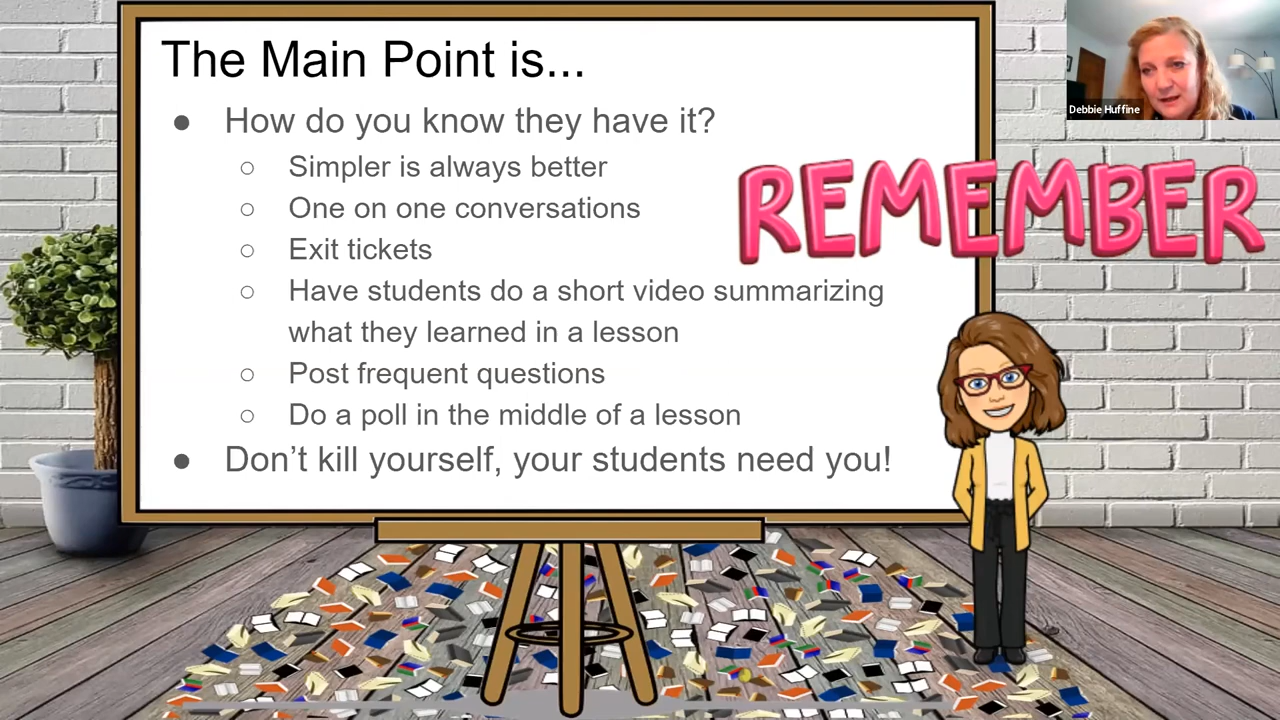 The Main Point is...
● How do you know they have it?
○ Simpler is always better
○ One on one conversations
○ Exit tickets
○ Have students do a short video summarizing
what they learned in a lesson
○ Post frequent questions
○ Do a poll in the middle of a lesson
● Don't kill yourself, your students need you!
REMEMBER
Debbie Huffine